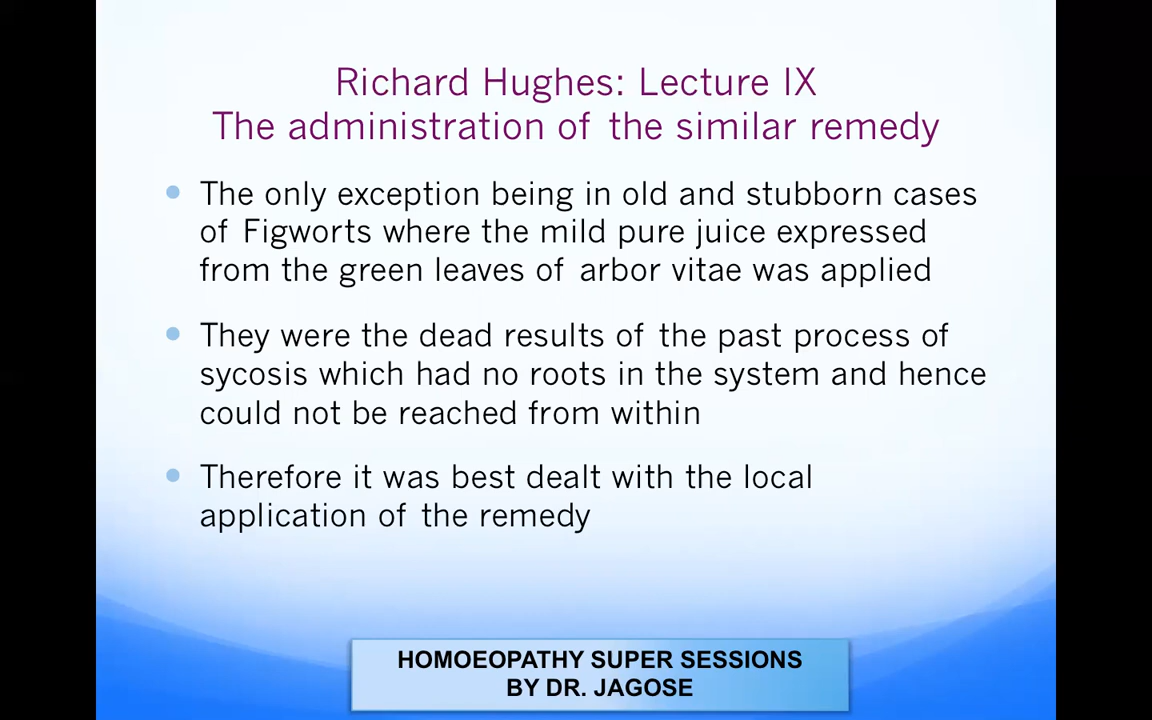 Richard Hughes: Lecture IX
The administration of the similar remedy
The only exception being in old and stubborn cases
of Figworts where the mild pure juice expressed
from the green leaves of arbor vitae was applied
They were the dead results of the past process of
sycosis which had no roots in the system and hence
could not be reached from within
Therefore it was best dealt with the local
application of the remedy
HOMOEOPATHY SUPER SESSIONS
BY DR. JAGOSE